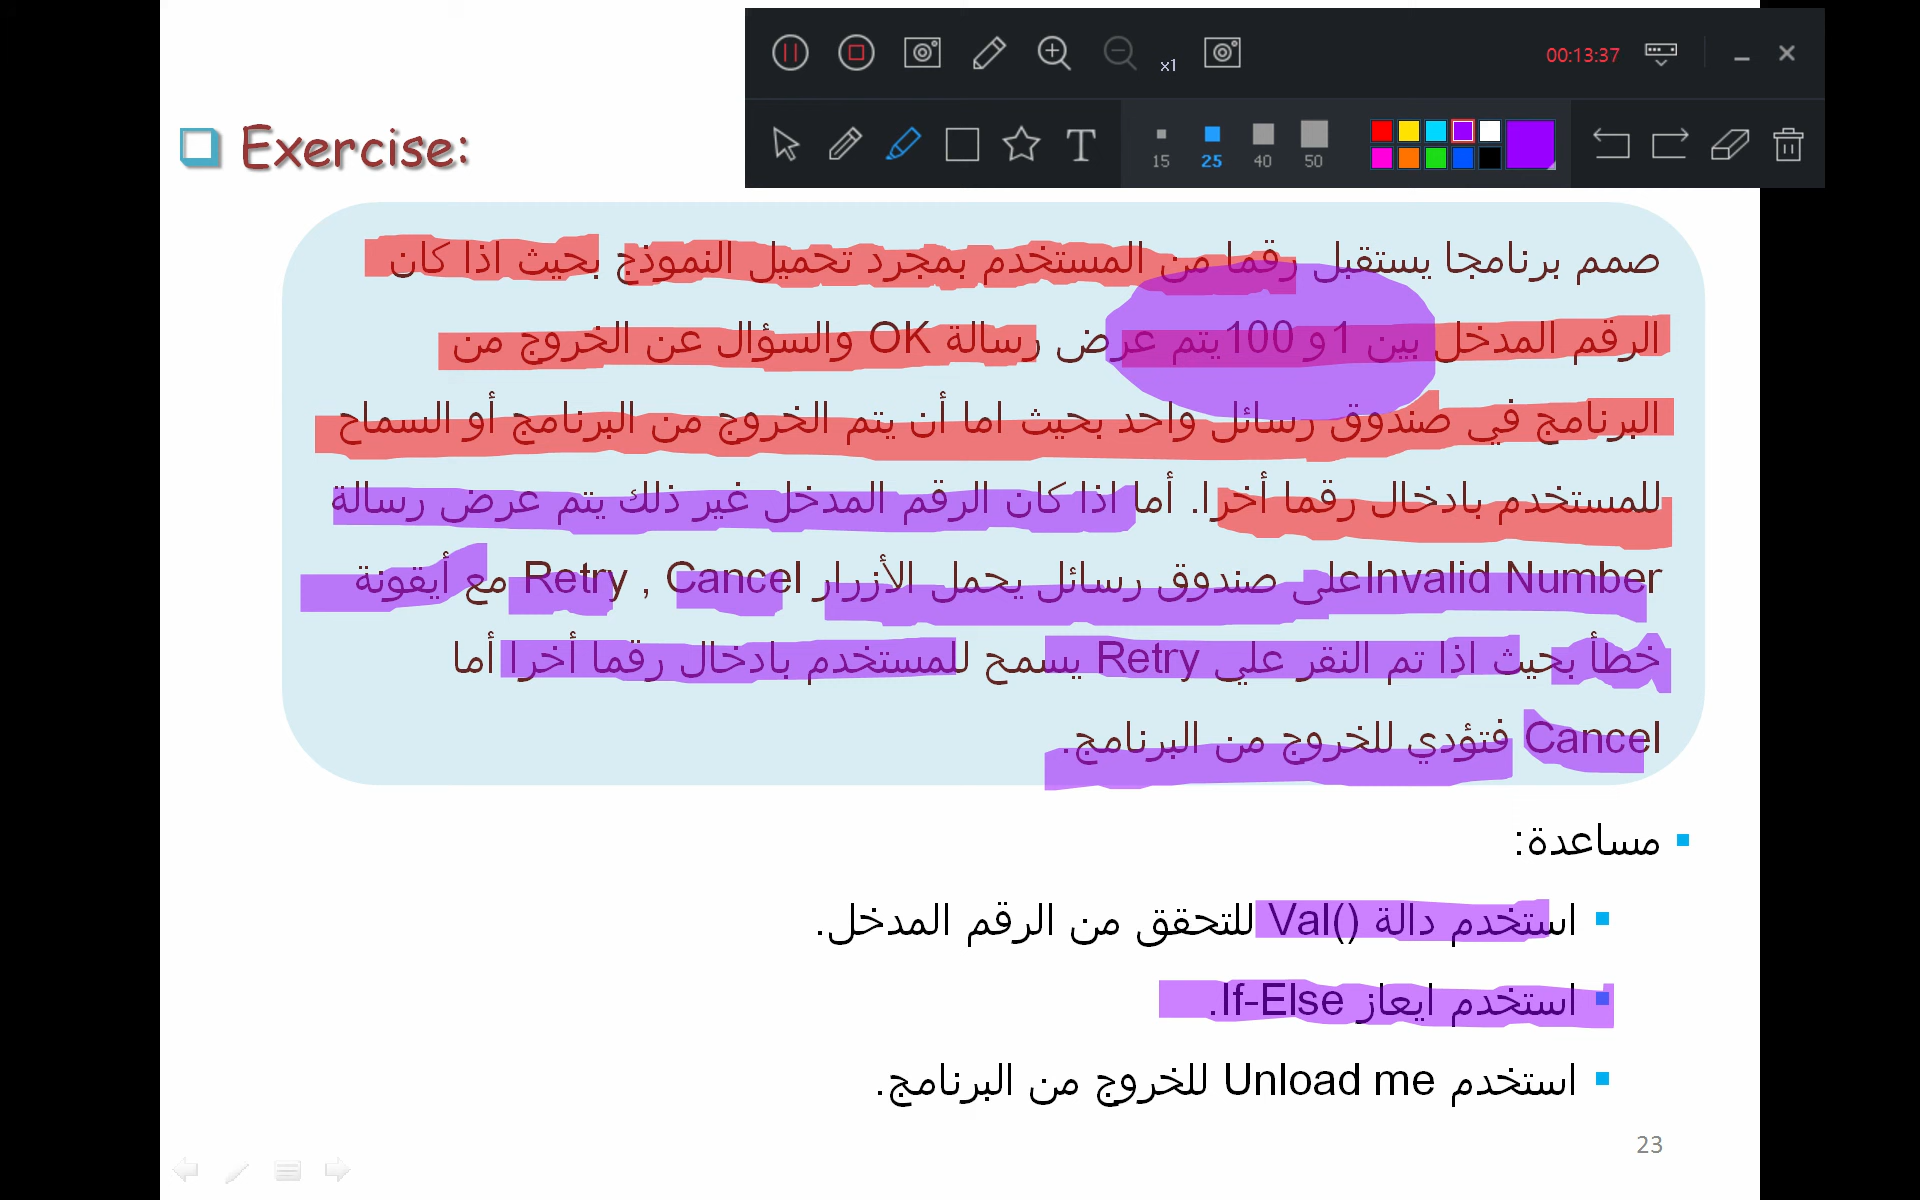 x1
00:13:37
T
15 25 40 50
Exercise:
صمم برنامجا يستقبل رقما من المستخدم بمجرد تحميل النموذج بحيث اذا كان
الرقم المدخل بين 1و 100يتم عرض رسالة OK والسؤال عن الخروج من
البرنامج في صندوق رسائل واحد بحيث اما أن يتم الخروج من البرنامج أو السماح
للمستخدم بادخال رقما أخرا. أما اذا كان الرقم المدخل غير ذلك يتم عرض رسالة
Invalid Numberعلى صندوق رسائل يحمل الأزرار Retry , Cancel مع أيقونة
خطأ بحيث اذا تم النقر علي Retry يسمح للمستخدم بادخال رقما أخرا أما
Cancel فتؤدي للخروج من البرنامج.
مساعدة:
استخدم دالة Val() للتحقق من الرقم المدخل.
استخدم ايعاز If-Else.
استخدم Unload me للخروج من البرنامج.
23